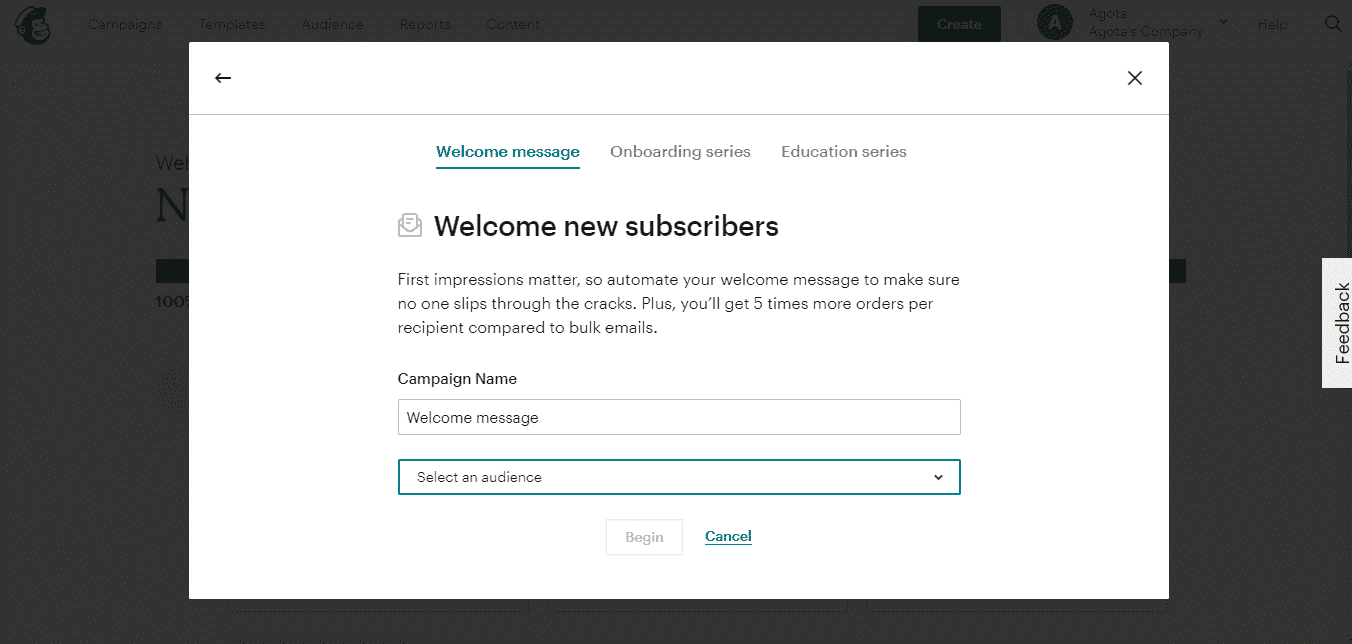 Campaigns
Templates
Audience
Reports
Content
Create
A
Agota
Agota's Company
Help
Welcome message
Onboarding series
Education series
Welcome new subscribers
First impressions matter, so automate your welcome message to make sure
no one slips through the cracks. Plus, you’ll get 5 times more orders per
recipient compared to bulk emails.
Campaign Name
Welcome message
Select an audience
Begin
Cancel
Feedback